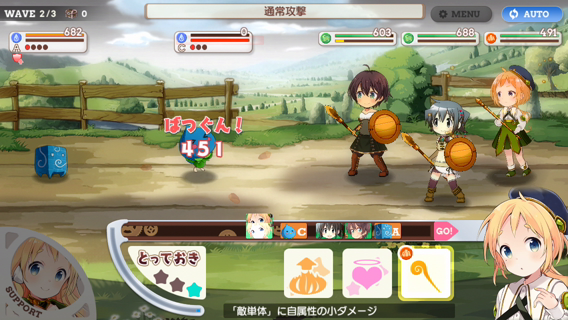 WAVE 2/3 0
通常攻撃
MENU
AUTO
682
A
0
C
603
688
491
ばつぐん!
451
C
A
GO!
とっておき
SUPPORT
「敵単体」に自属性の小ダメージ